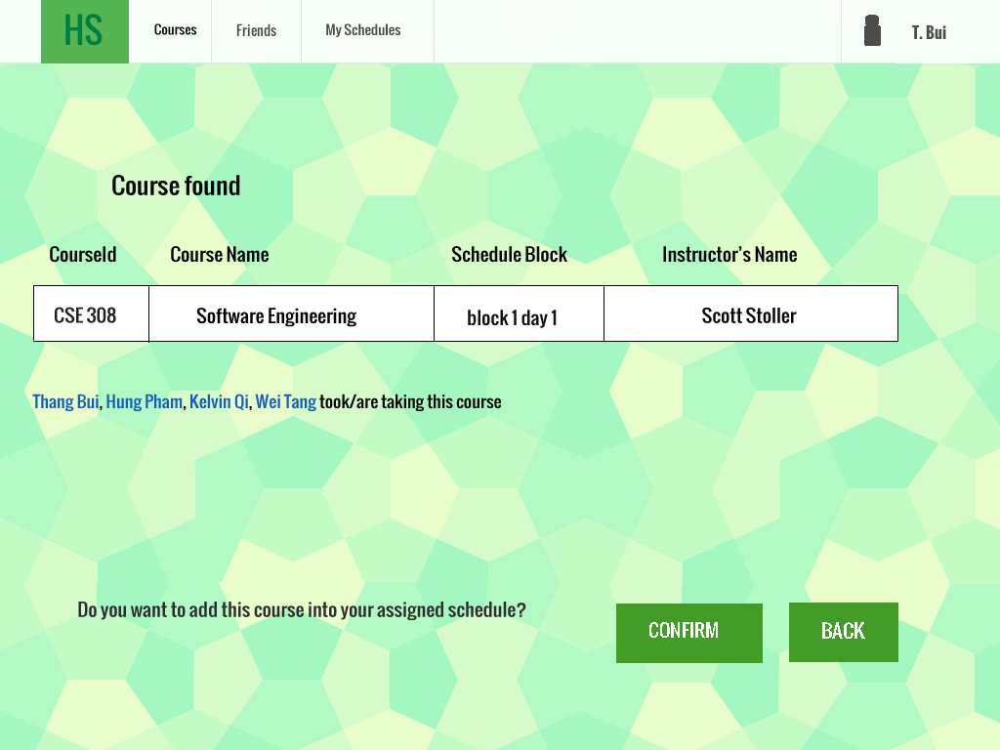 HS Courses Friends My Schedules T. Bui
Course found
CourseId Course Name Schedule Block Instructor's Name
CSE 308 Software Engineering block 1 day 1 Scott Stoller
Thang Bui, Hung Pham, Kelvin Qi, Wei Tang took/are taking this course
Do you want to add this course into your assigned schedule? CONFIRM BACK